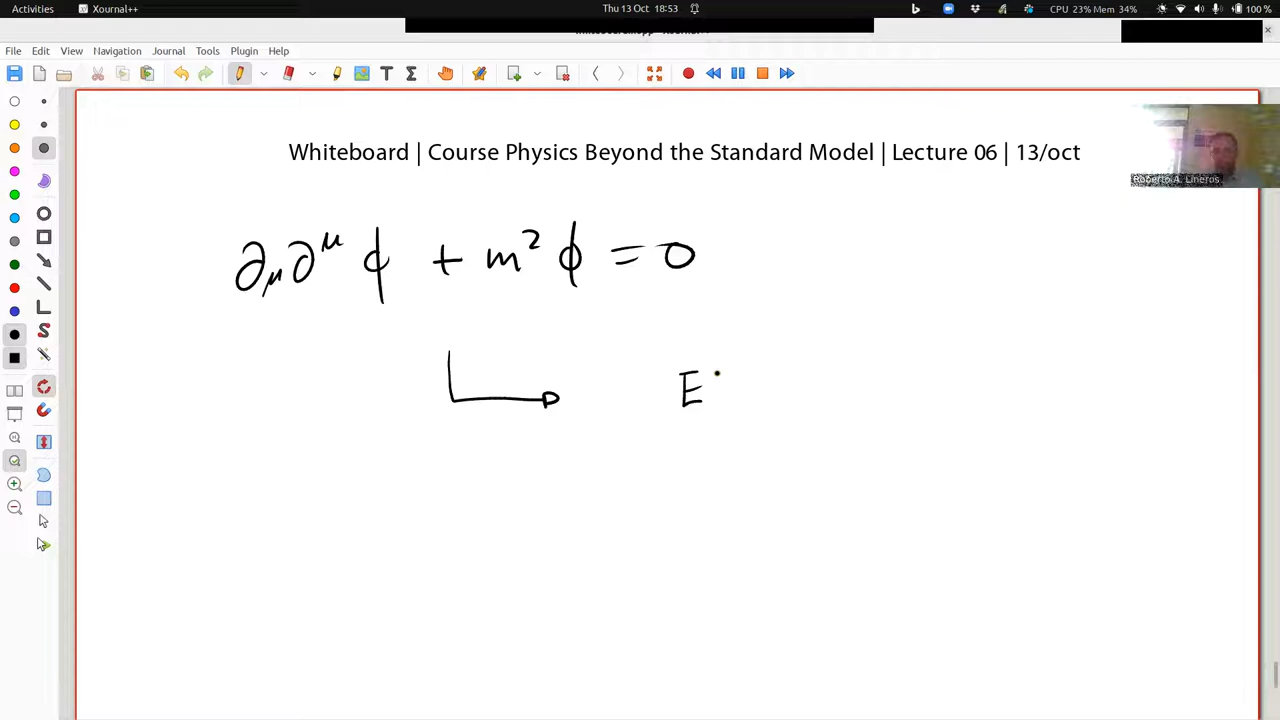 Activities Xournal++ Thu 13 Oct 18:53 CPU 23% Mem 34% 100 %
File Edit View Navigation Journal Tools Plugin Help
Whiteboard | Course Physics Beyond the Standard Model | Lecture 06 | 13/oct
Roberto A. Lineros
∂_μ ∂^μ ϕ + m² ϕ = 0
E